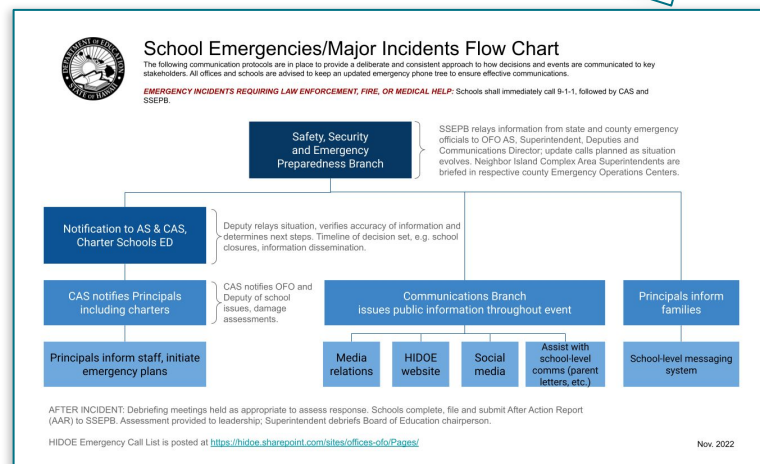 DEPARTMENT OF EDUCATION
STATE OF HAWAII
School Emergencies/Major Incidents Flow Chart
The following communication protocols are in place to provide a deliberate and consistent approach to how decisions and events are communicated to key
stakeholders. All offices and schools are advised to keep an updated emergency phone tree to ensure effective communications.
EMERGENCY INCIDENTS REQUIRING LAW ENFORCEMENT, FIRE, OR MEDICAL HELP: Schools shall immediately call 9-1-1, followed by CAS and
SSEPB.
Safety, Security
and Emergency
Preparedness Branch
SSEPB relays information from state and county emergency
officials to OFO AS, Superintendent, Deputies and
Communications Director; update calls planned as situation
evolves. Neighbor Island Complex Area Superintendents are
briefed in respective county Emergency Operations Centers.
Notification to AS & CAS,
Charter Schools ED
Deputy relays situation, verifies accuracy of information and
determines next steps. Timeline of decision set, e.g. school
closures, information dissemination.
CAS notifies Principals
including charters
CAS notifies OFO and
Deputy of school
issues, damage
assessments.
Communications Branch
issues public information throughout event
Principals inform
families
Principals inform staff, initiate
emergency plans
Media
relations
HIDOE
website
Social
media
Assist with
school-level
comms (parent
letters, etc.)
School-level messaging
system
AFTER INCIDENT: Debriefing meetings held as appropriate to assess response. Schools complete, file and submit After Action Report
(AAR) to SSEPB. Assessment provided to leadership; Superintendent debriefs Board of Education chairperson.
HIDOE Emergency Call List is posted at https://hidoe.sharepoint.com/sites/offices-ofo/Pages/
Nov. 2022